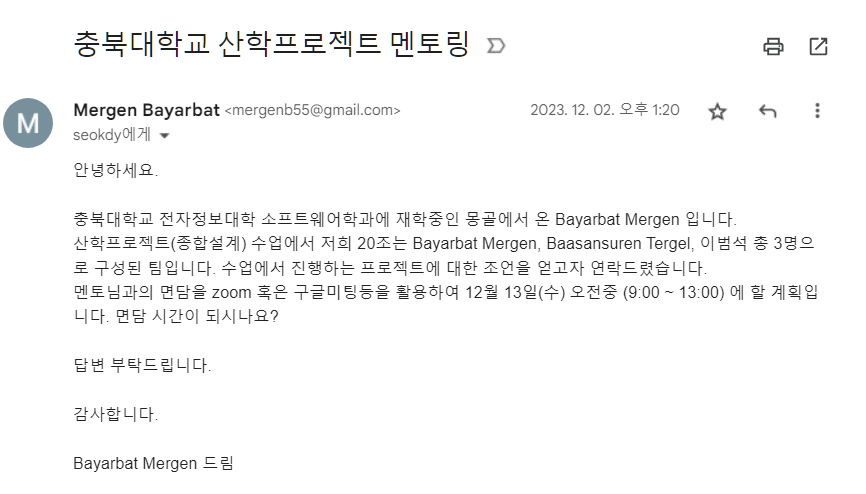 충북대학교 산학프로젝트 멘토링
M
Mergen Bayarbat <mergenb55@gmail.com>
2023. 12. 02. 오후 1:20
seokdy에게
안녕하세요.
충북대학교 전자정보대학 소프트웨어학과에 재학중인 몽골에서 온 Bayarbat Mergen 입니다.
산학프로젝트(종합설계) 수업에서 저희 20조는 Bayarbat Mergen, Baasansuren Tergel, 이범석 총 3명으
로 구성된 팀입니다. 수업에서 진행하는 프로젝트에 대한 조언을 얻고자 연락드렸습니다.
멘토님과의 면담을 zoom 혹은 구글미팅등을 활용하여 12월 13일(수) 오전중 (9:00 ~ 13:00) 에 할 계획입
니다. 면담 시간이 되시나요?
답변 부탁드립니다.
감사합니다.
Bayarbat Mergen 드림